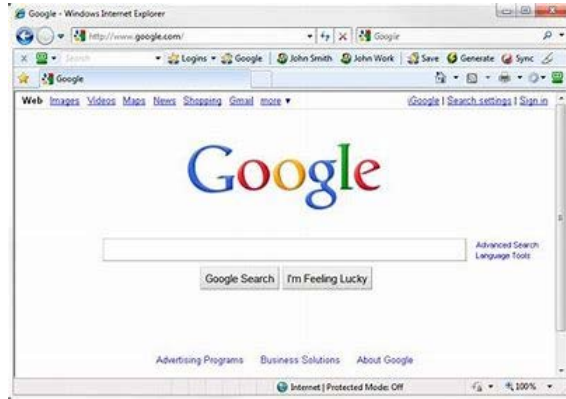 Google - Windows Internet Explorer
http://www.google.com/ Google
Search Logins Google John Smith John Work Save Generate Sync
Google
Web Images Videos Maps News Shopping Gmail more ▼ iGoogle | Search settings | Sign in
Google
Advanced Search
Language Tools
Google Search I'm Feeling Lucky
Advertising Programs Business Solutions About Google
Internet | Protected Mode: Off 100%